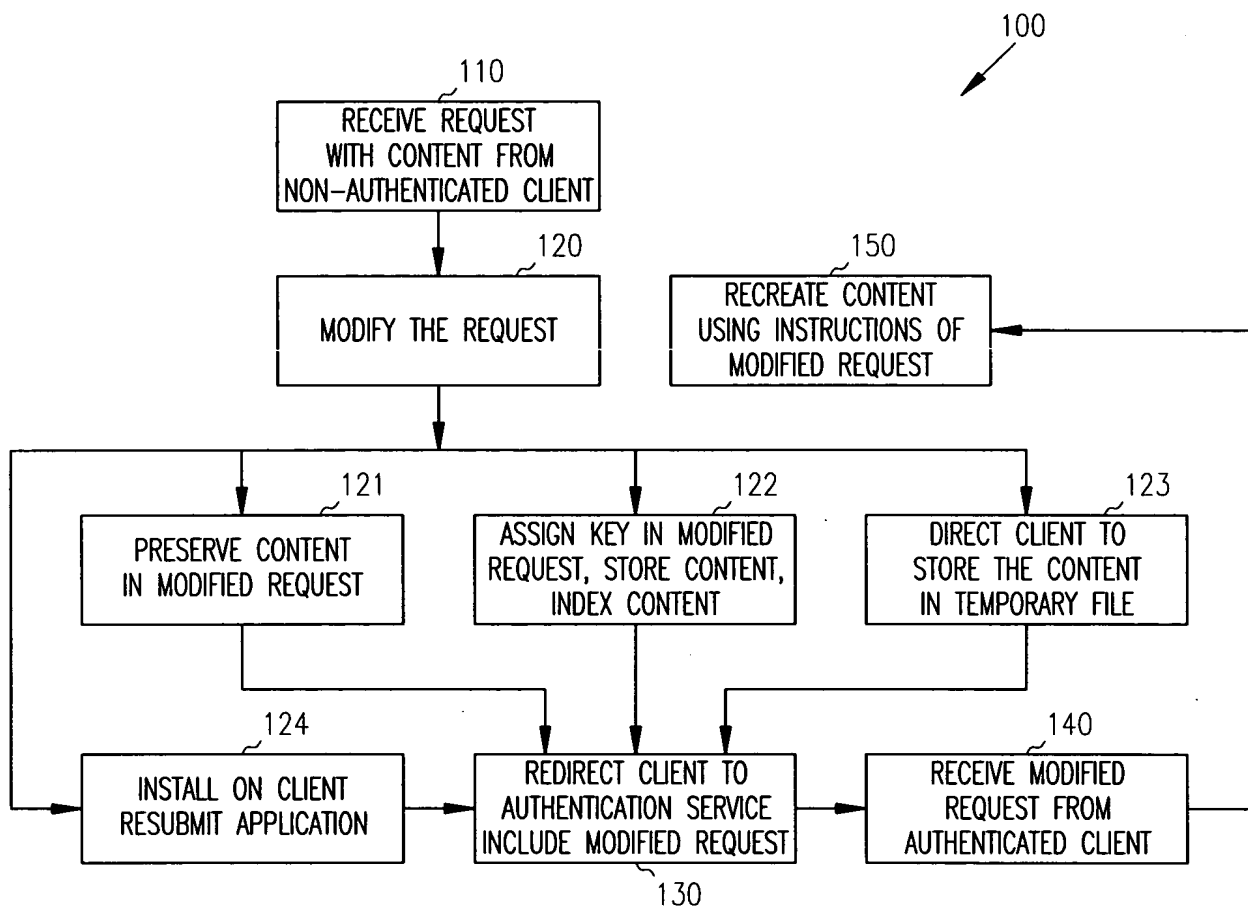 100
110
RECEIVE REQUEST
WITH CONTENT FROM
NON-AUTHENTICATED CLIENT
120
MODIFY THE REQUEST
150
RECREATE CONTENT
USING INSTRUCTIONS OF
MODIFIED REQUEST
121
PRESERVE CONTENT
IN MODIFIED REQUEST
122
ASSIGN KEY IN MODIFIED
REQUEST, STORE CONTENT,
INDEX CONTENT
123
DIRECT CLIENT TO
STORE THE CONTENT
IN TEMPORARY FILE
124
INSTALL ON CLIENT
RESUBMIT APPLICATION
REDIRECT CLIENT TO
AUTHENTICATION SERVICE
INCLUDE MODIFIED REQUEST
130
140
RECEIVE MODIFIED
REQUEST FROM
AUTHENTICATED CLIENT